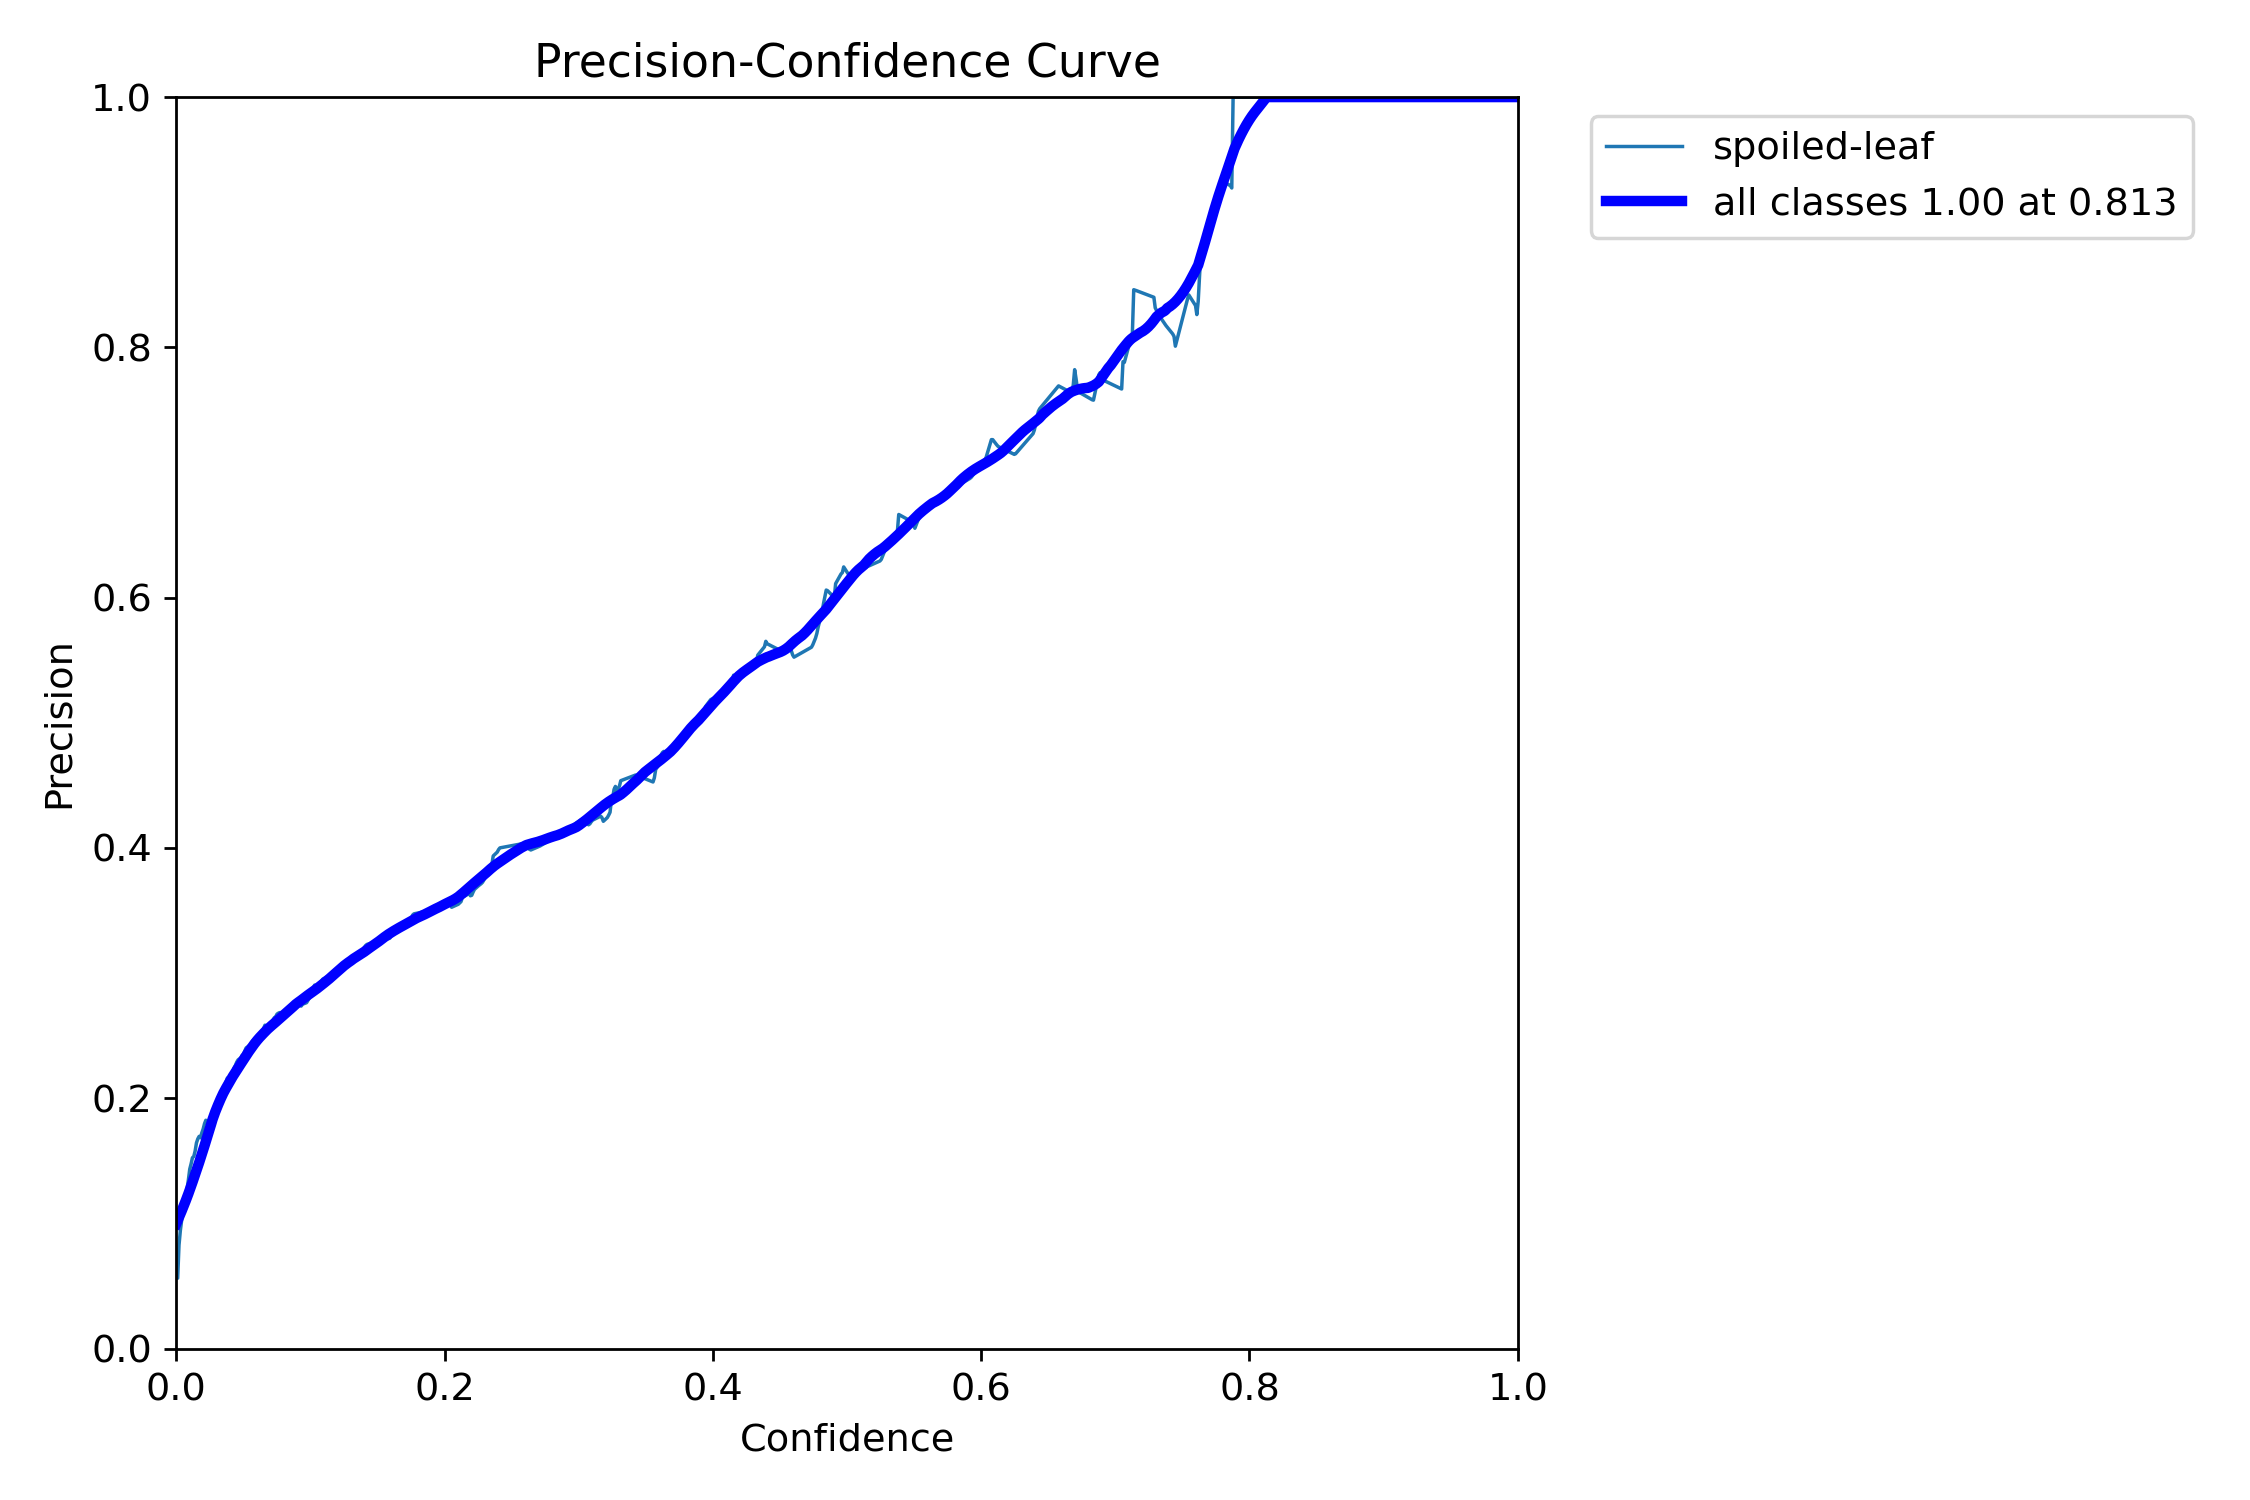 Precision-Confidence Curve
1.0
0.8
0.6
0.4
0.2
0.0
Precision
0.0 0.2 0.4 0.6 0.8 1.0
Confidence
spoiled-leaf
all classes 1.00 at 0.813